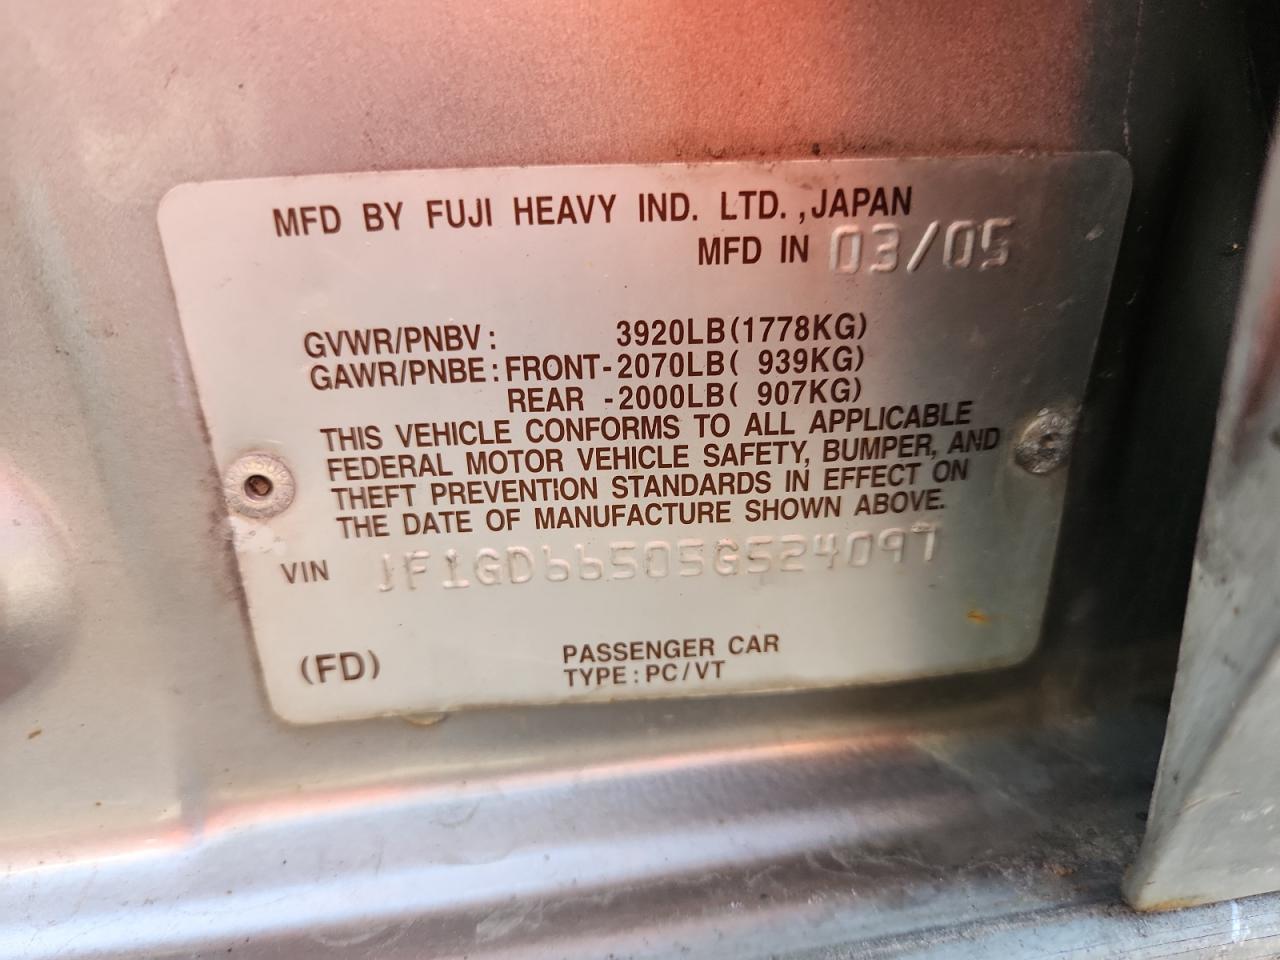 MFD BY FUJI HEAVY IND. LTD. ,JAPAN
MFD IN 03/05
GVWR/PNBV: 3920LB(1778KG)
GAWR/PNBE: FRONT-2070LB( 939KG)
REAR -2000LB( 907KG)
THIS VEHICLE CONFORMS TO ALL APPLICABLE
FEDERAL MOTOR VEHICLE SAFETY, BUMPER, AND
THEFT PREVENTION STANDARDS IN EFFECT ON
THE DATE OF MANUFACTURE SHOWN ABOVE.
VIN JF1GD66505G524097
(FD) PASSENGER CAR
TYPE: PC/VT